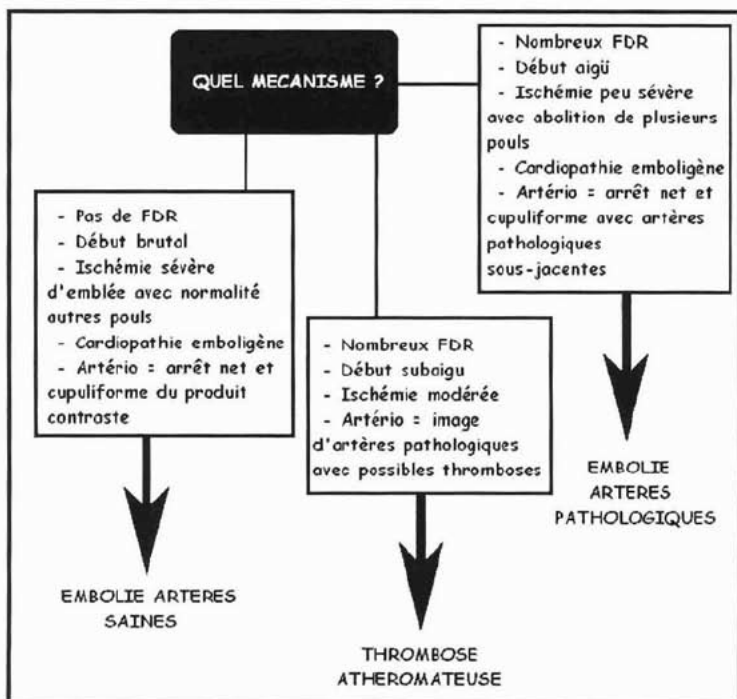 QUEL MECANISME ?
- Pas de FDR
- Début brutal
- Ischémie sévère
d'emblée avec normalité
autres pouls
- Cardiopathie emboligène
- Artério = arrêt net et
cupuliforme du produit
contraste
EMBOLIE ARTERES
SAINES
- Nombreux FDR
- Début subaigu
- Ischémie modérée
- Artério = image
d'artères pathologiques
avec possibles thromboses
THROMBOSE
ATHEROMATEUSE
- Nombreux FDR
- Début aigü
- Ischémie peu sévère
avec abolition de plusieurs
pouls
- Cardiopathie emboligène
- Artério = arrêt net et
cupuliforme avec artères
pathologiques
sous-jacentes
EMBOLIE
ARTERES
PATHOLOGIQUES